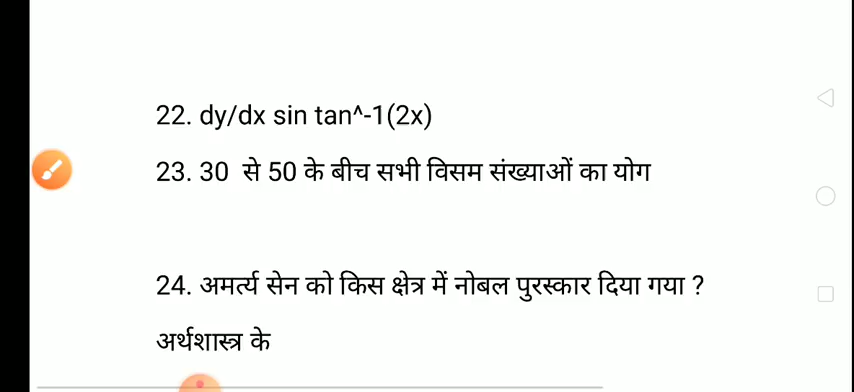 22. dy/dx sin tan^-1(2x)
23. 30 से 50 के बीच सभी विसम संख्याओं का योग
24. अमर्त्य सेन को किस क्षेत्र में नोबल पुरस्कार दिया गया ?
अर्थशास्त्र के